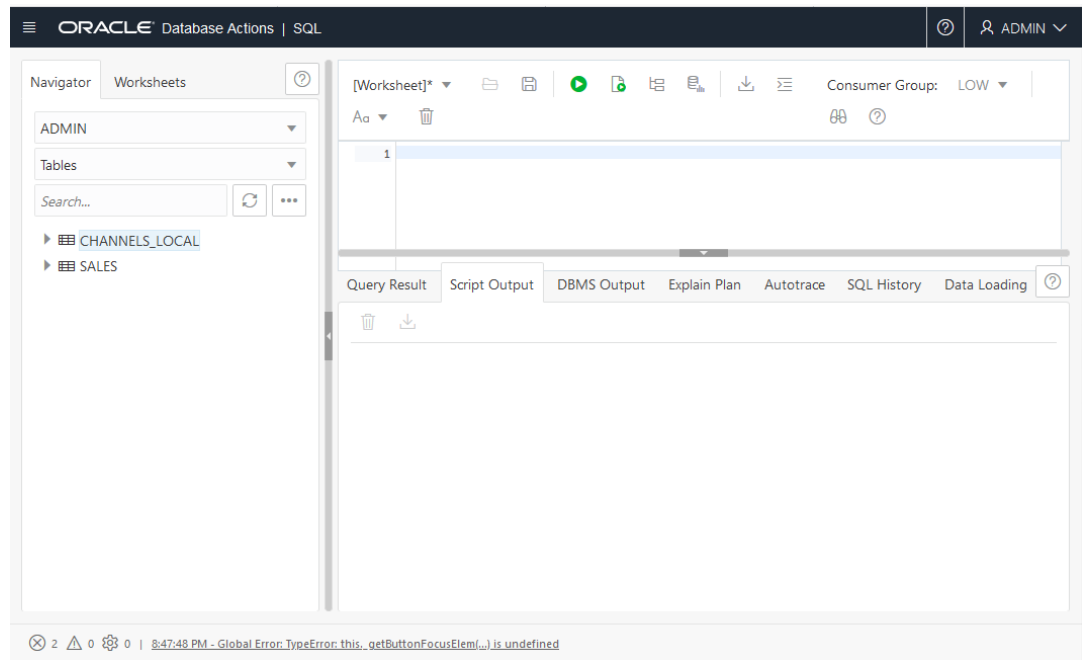 ORACLE Database Actions | SQL
ADMIN
Navigator
Worksheets
ADMIN
Tables
Search...
CHANNELS_LOCAL
SALES
[Worksheet]*
Consumer Group: LOW
Aa
1
Query Result
Script Output
DBMS Output
Explain Plan
Autotrace
SQL History
Data Loading
2 0 0 | 8:47:48 PM - Global Error: TypeError: this._getButtonFocusElem(...) is undefined